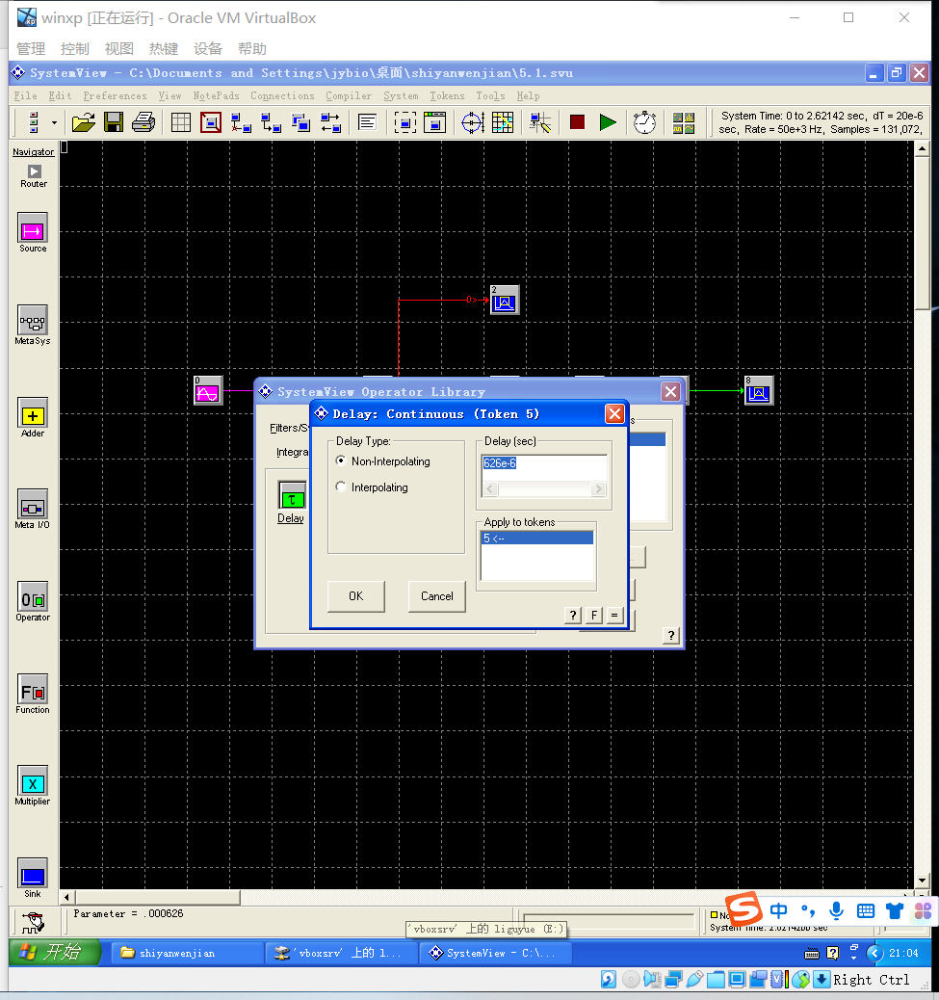 winxp [正在运行] - Oracle VM VirtualBox
管理 控制 视图 热键 设备 帮助
SystemView - C:\Documents and Settings\jybio\桌面\shiyanwenjian\5.1.svu
File Edit Preferences View NotePads Connections Compiler System Tokens Tools Help
System Time: 0 to 2.62142 sec, dT = 20e-6
sec, Rate = 50e+3 Hz, Samples = 131,072,
Navigator
Router
Source
MetaSys
Adder
Meta I/O
Operator
Function
Multiplier
Sink
2
0
8
SystemView Operator Library
Filters/S
Integra
Delay
Delay: Continuous (Token 5)
Delay Type:
Non-Interpolating
Interpolating
Delay (sec)
626e-6
Apply to tokens
5 <--
OK
Cancel
? F =
?
Parameter = .000626
'vboxsrv' 上的 liguyue (E:)
中
开始
shiyanwenjian
'vboxsrv' 上的 l...
SystemView - C:\...
21:04
Right Ctrl